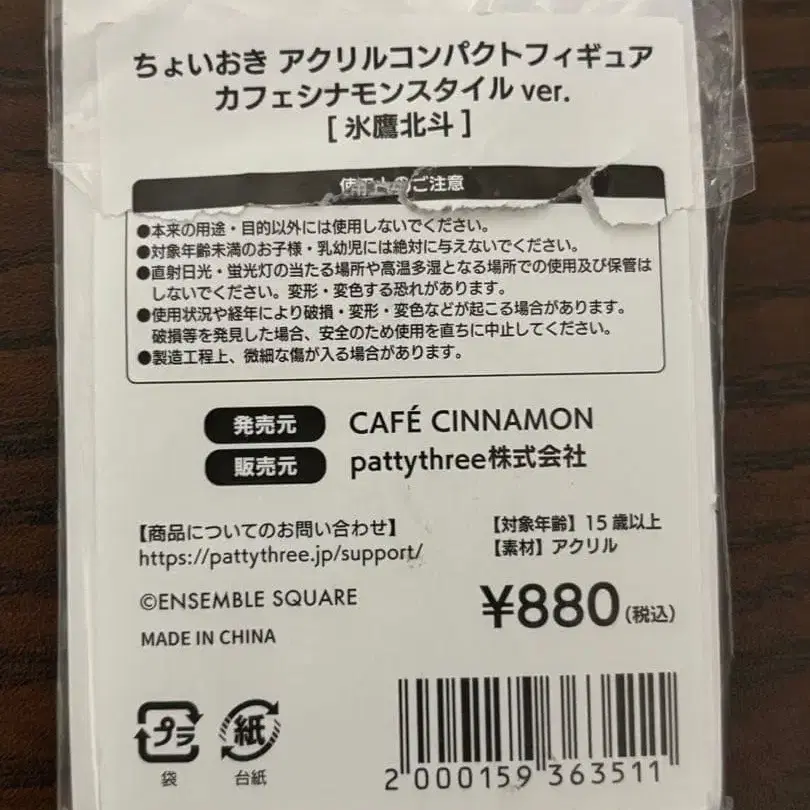 ちょいおき アクリルコンパクトフィギュア
カフェシナモンスタイル ver.
[ 氷鷹北斗 ]
のご注意
●本来の用途・目的以外には使用しないでください。
●対象年齢未満のお子様・乳幼児には絶対に与えないでください。
●直射日光・蛍光灯の当たる場所や高温多湿となる場所での使用及び保管は
しないでください。変形・変色する恐れがあります。
●使用状況や経年により破損・変形・変色などが起こる場合があります。
破損等を発見した場合、安全のため使用を直ちに中止してください。
●製造工程上、微細な傷が入る場合があります。
発売元 CAFÉ CINNAMON
販売元 pattythree株式会社
【商品についてのお問い合わせ】
https://pattythree.jp/support/
【対象年齢】15歳以上
【素材】アクリル
©ENSEMBLE SQUARE
MADE IN CHINA
¥880(税込)
プラ
袋
紙
台紙
2 000159 363511